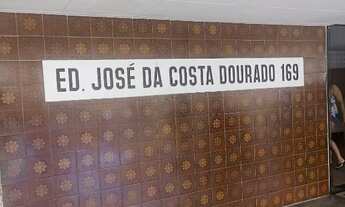 ED. JOSÉ DA COSTA DOURADO 169